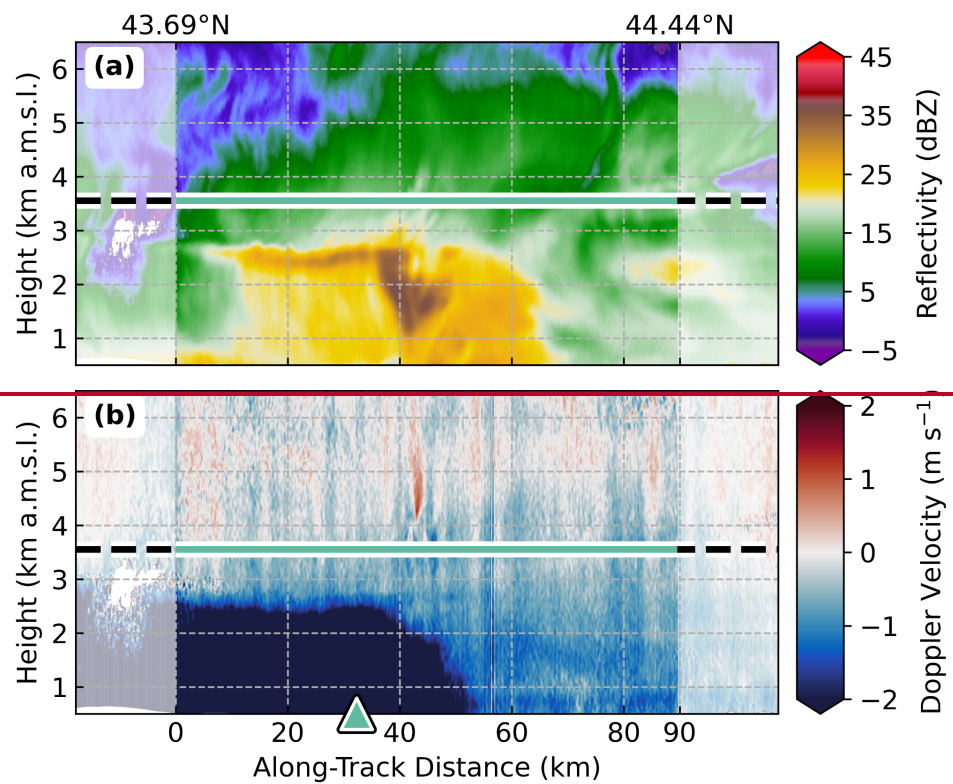 43.69°N 44.44°N
(a)
Height (km a.m.s.l.)
6
5
4
3
2
1
Reflectivity (dBZ)
45
35
25
15
5
−5
(b)
Height (km a.m.s.l.)
6
5
4
3
2
1
Doppler Velocity (m s⁻¹)
2
1
0
−1
−2
0 20 40 60 80 90
Along-Track Distance (km)